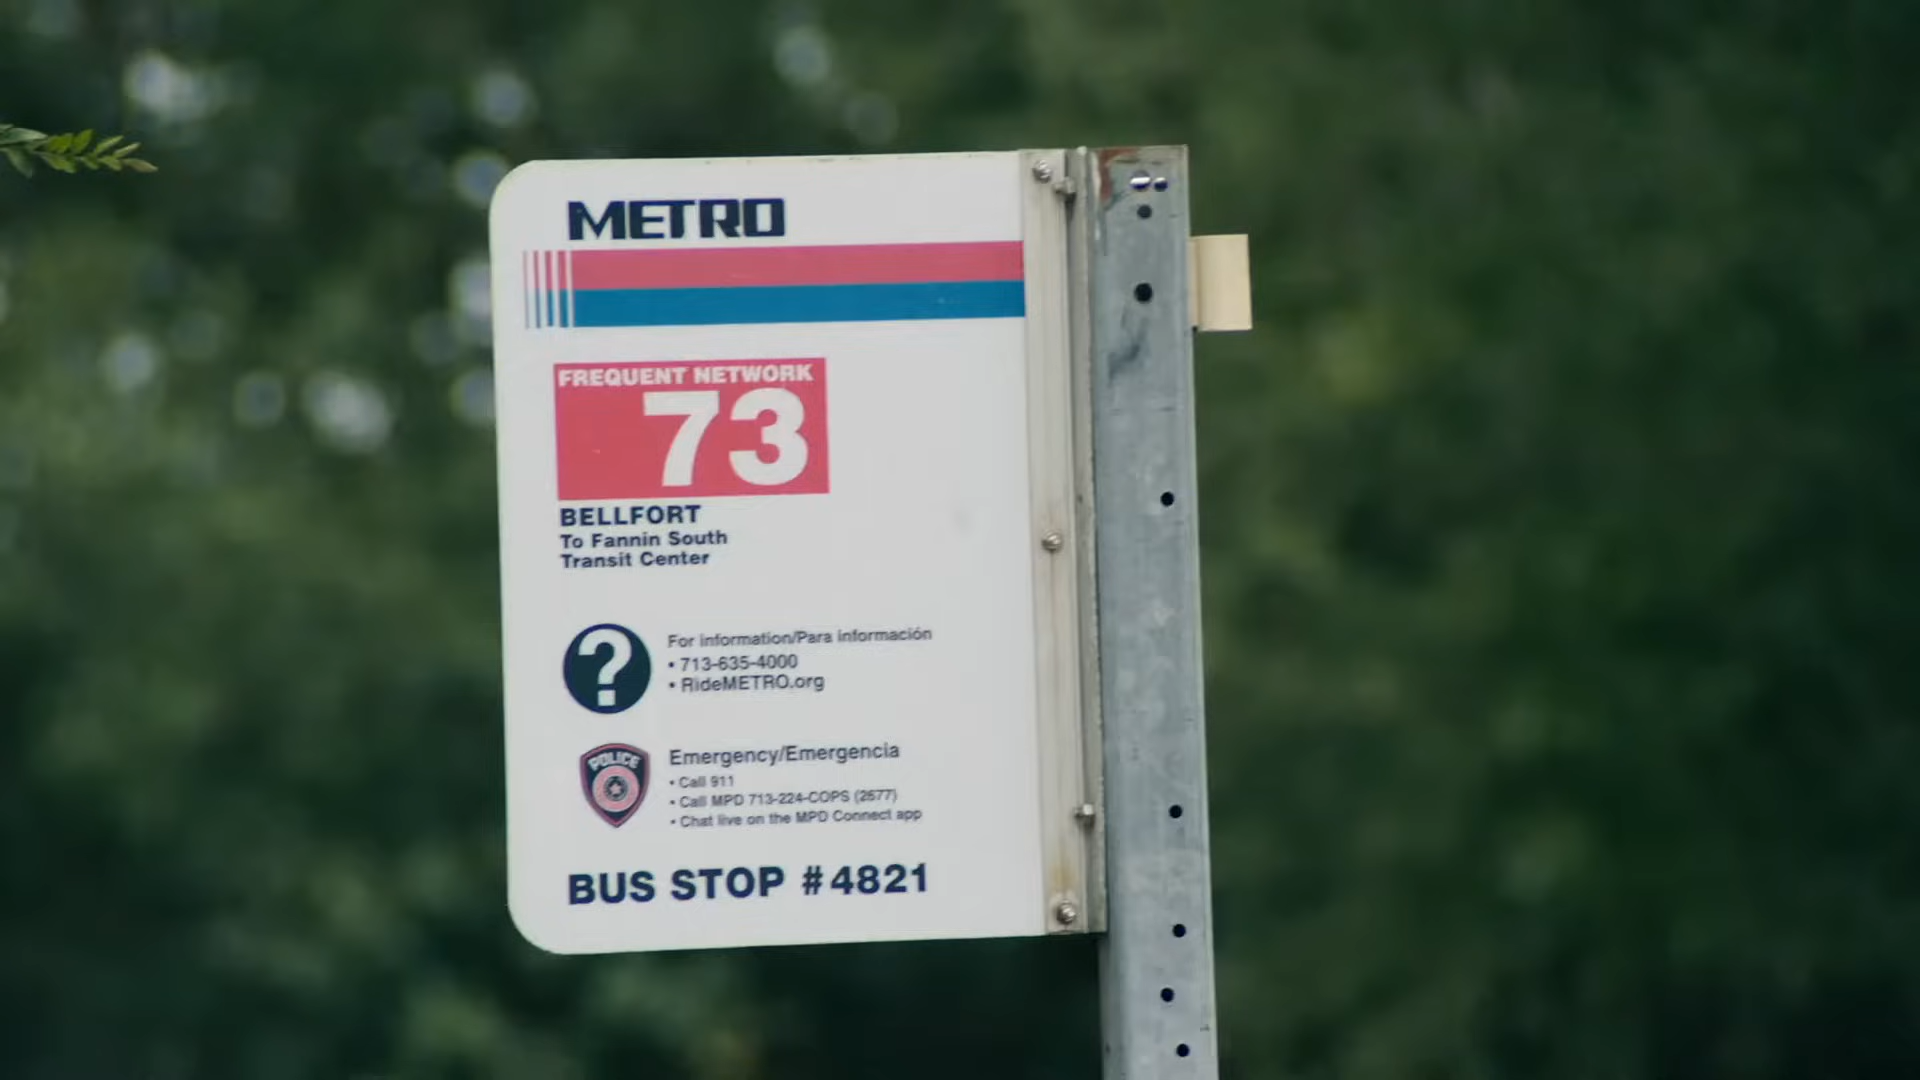 METRO
FREQUENT NETWORK
73
BELLFORT
To Fannin South
Transit Center
?
For information/Para información
• 713-635-4000
• RideMETRO.org
POLICE
Emergency/Emergencia
• Call 911
• Call MPD 713-224-COPS (2677)
• Chat live on the MPD Connect app
BUS STOP #4821